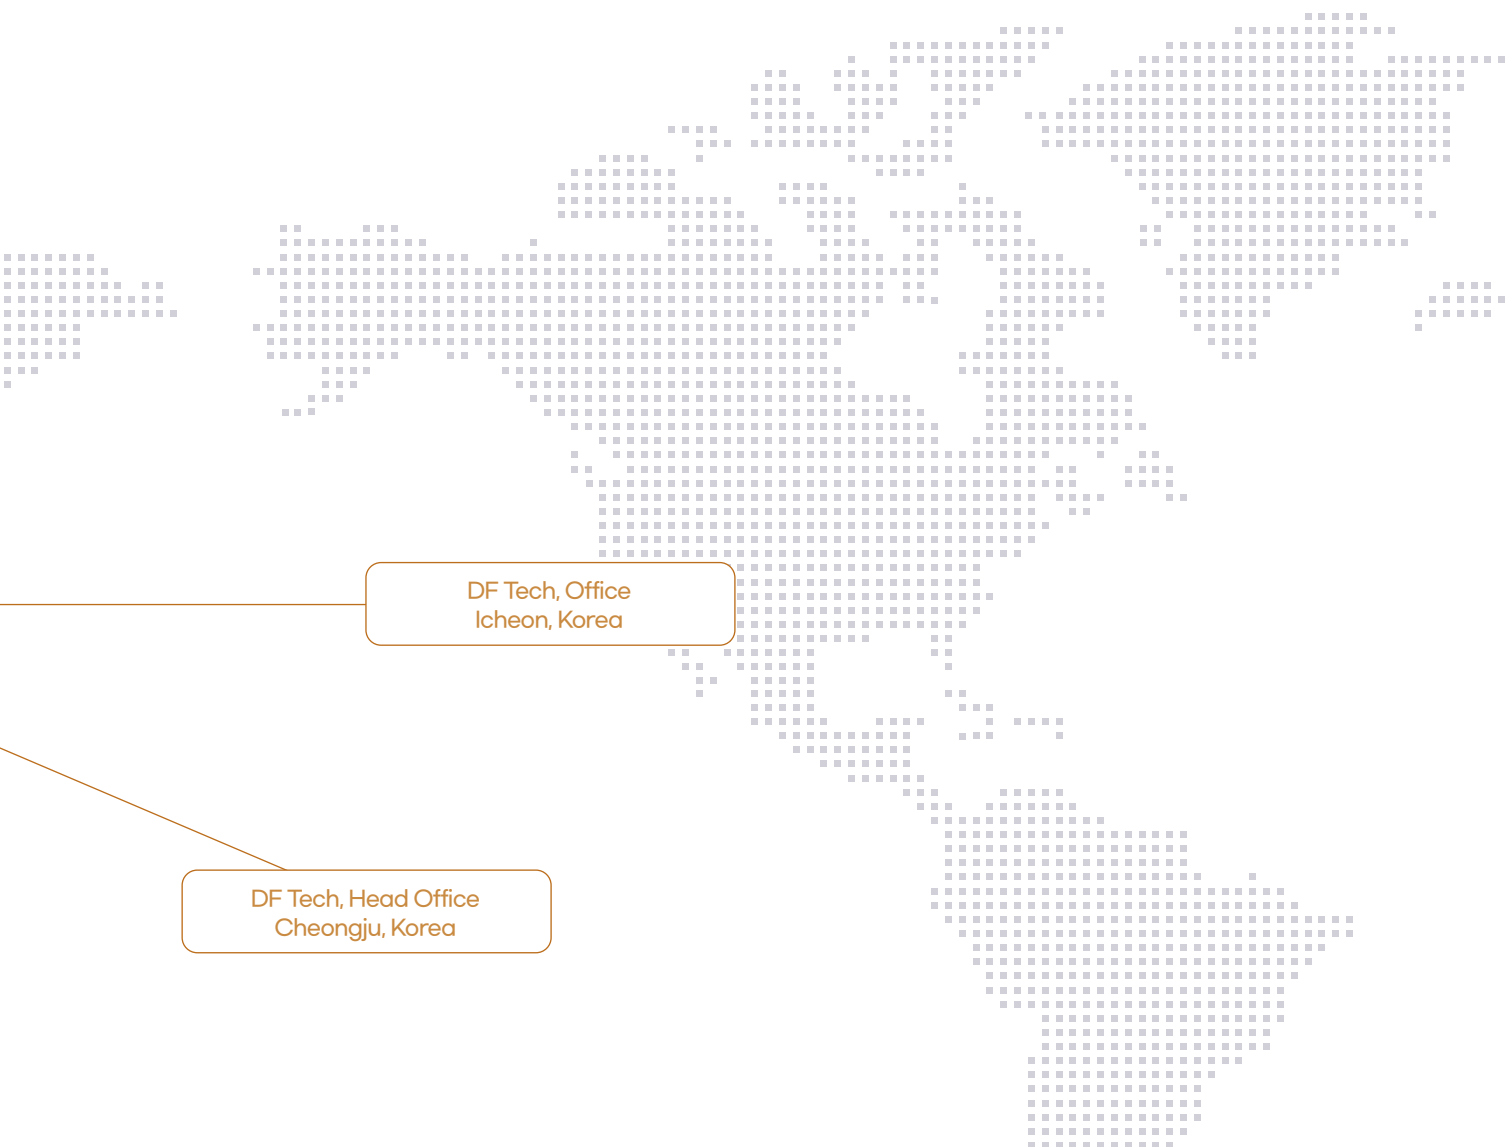 DF Tech, Office
Icheon, Korea
DF Tech, Head Office
Cheongju, Korea